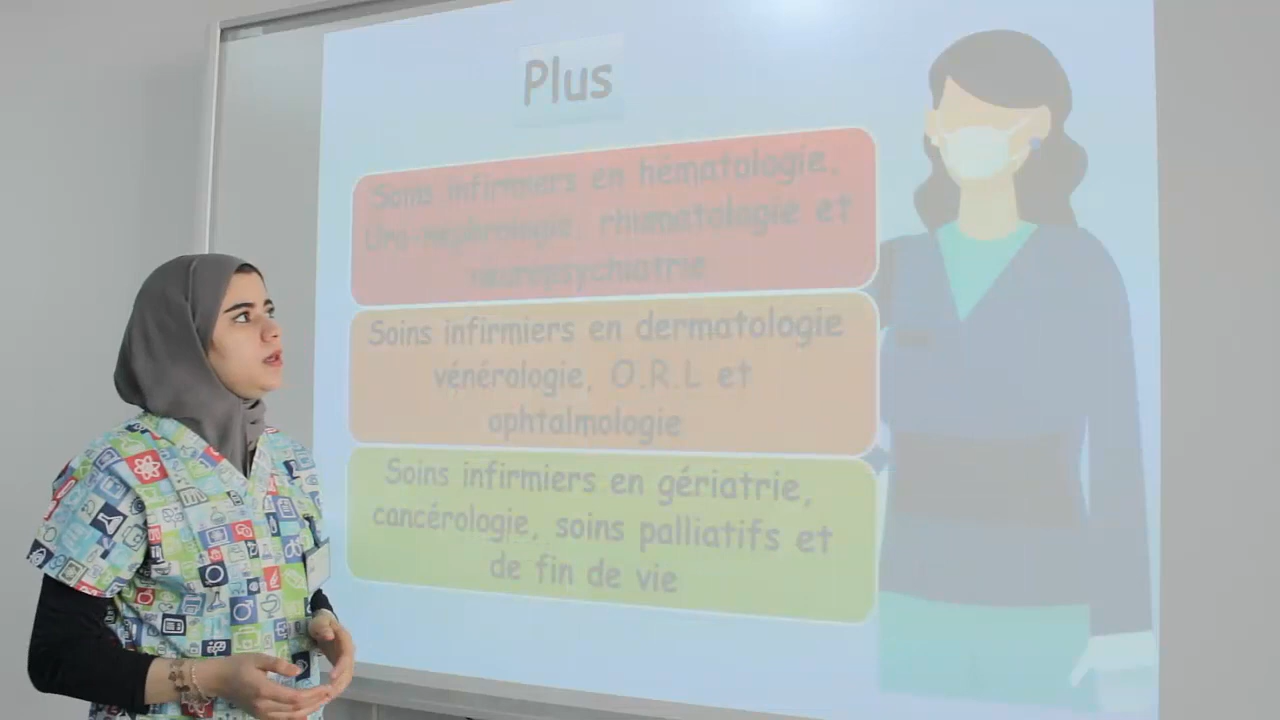 Plus
Soins infirmiers en hématologie,
Uro-nephrologie, rhumatologie et
neuropsychiatrie
Soins infirmiers en dermatologie
vénérologie, O.R.L et
ophtalmologie
Soins infirmiers en gériatrie,
cancérologie, soins palliatifs et
de fin de vie